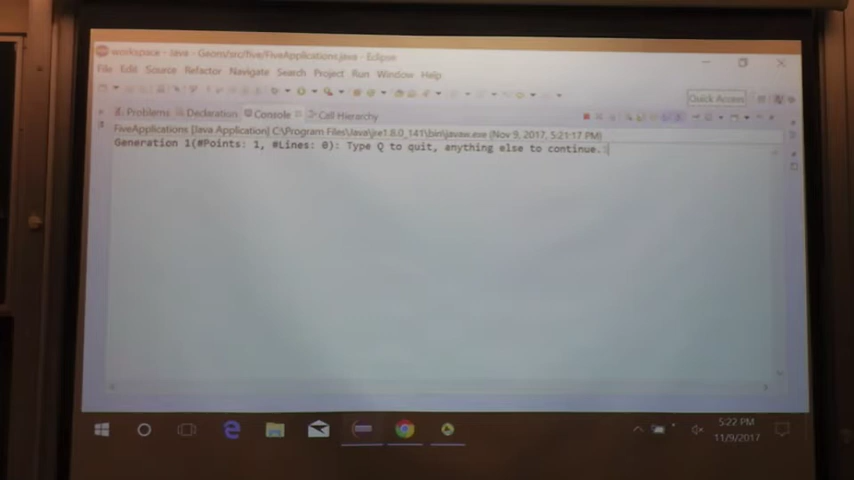 workspace - Java - Geom/src/five/FiveApplications.java - Eclipse
File Edit Source Refactor Navigate Search Project Run Window Help
Quick Access
Problems Declaration Console Call Hierarchy
FiveApplications [Java Application] C:\Program Files\Java\jre1.8.0_141\bin\javaw.exe (Nov 9, 2017, 5:21:17 PM)
Generation 1(#Points: 1, #Lines: 0): Type Q to quit, anything else to continue.:
5:22 PM
11/9/2017